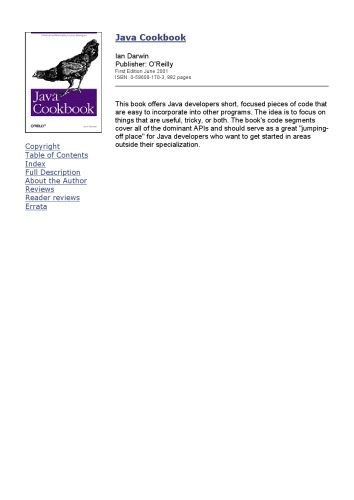 Java
Cookbook
O'REILLY
Copyright
Table of Contents
Index
Full Description
About the Author
Reviews
Reader reviews
Errata
Java Cookbook
Ian Darwin
Publisher: O'Reilly
First Edition June 2001
ISBN: 0-59600-170-3, 882 pages
This book offers Java developers short, focused pieces of code that
are easy to incorporate into other programs. The idea is to focus on
things that are useful, tricky, or both. The book's code segments
cover all of the dominant APIs and should serve as a great "jumping-
off place" for Java developers who want to get started in areas
outside their specialization.